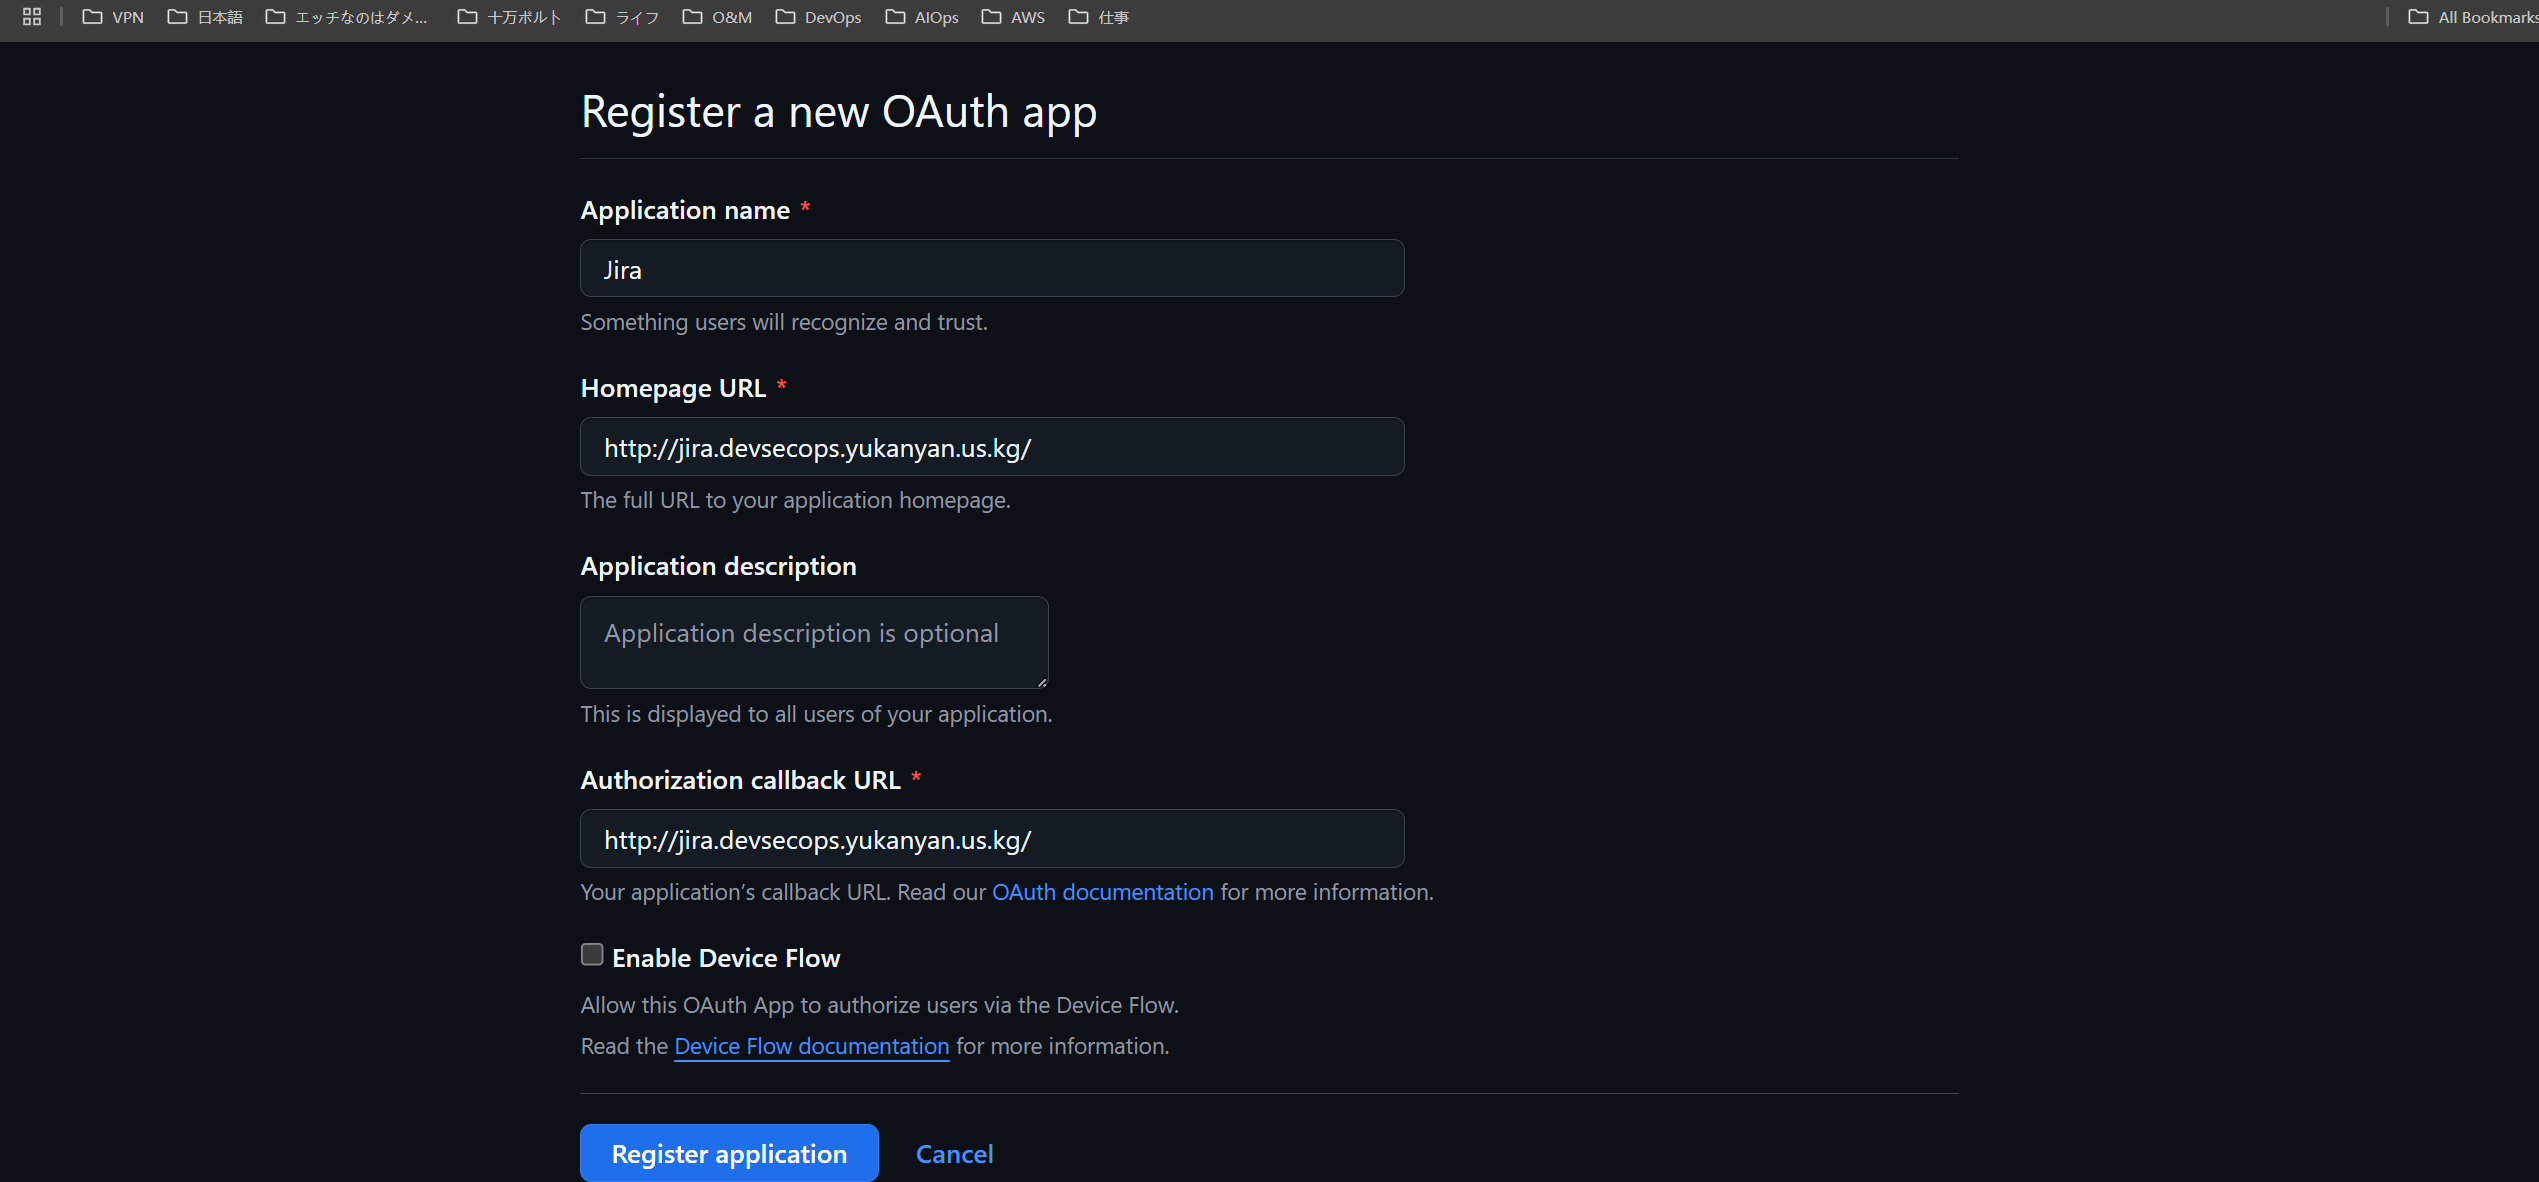 VPN 日本語 エッチなのはダメ... 十万ボルト ライフ O&M DevOps AIOps AWS 仕事 All Bookmarks
Register a new OAuth app
Application name *
Jira
Something users will recognize and trust.
Homepage URL *
http://jira.devsecops.yukanyan.us.kg/
The full URL to your application homepage.
Application description
Application description is optional
This is displayed to all users of your application.
Authorization callback URL *
http://jira.devsecops.yukanyan.us.kg/
Your application’s callback URL. Read our OAuth documentation for more information.
Enable Device Flow
Allow this OAuth App to authorize users via the Device Flow.
Read the Device Flow documentation for more information.
Register application Cancel